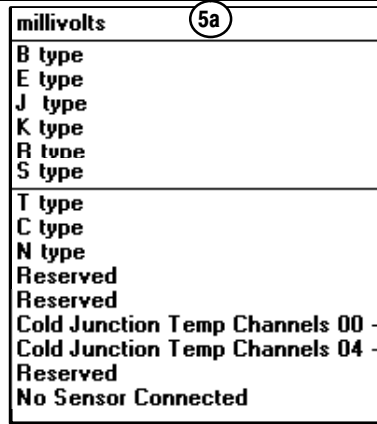 millivolts 5a
B type
E type
J type
K type
R type
S type
T type
C type
N type
Reserved
Reserved
Cold Junction Temp Channels 00 -
Cold Junction Temp Channels 04 -
Reserved
No Sensor Connected